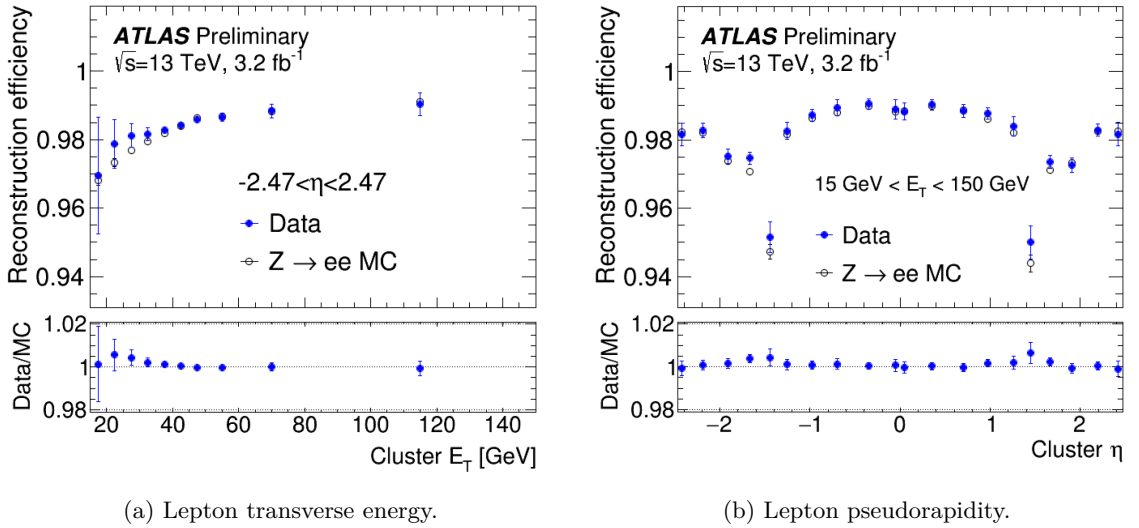 ATLAS Preliminary
√s=13 TeV, 3.2 fb⁻¹
Reconstruction efficiency
1
0.98
0.96
0.94
-2.47<η<2.47
Data
Z → ee MC
Data/MC
1.02
1
0.98
20 40 60 80 100 120 140
Cluster E_T [GeV]
(a) Lepton transverse energy.
ATLAS Preliminary
√s=13 TeV, 3.2 fb⁻¹
Reconstruction efficiency
1
0.98
0.96
0.94
15 GeV < E_T < 150 GeV
Data
Z → ee MC
Data/MC
1.02
1
0.98
−2 −1 0 1 2
Cluster η
(b) Lepton pseudorapidity.